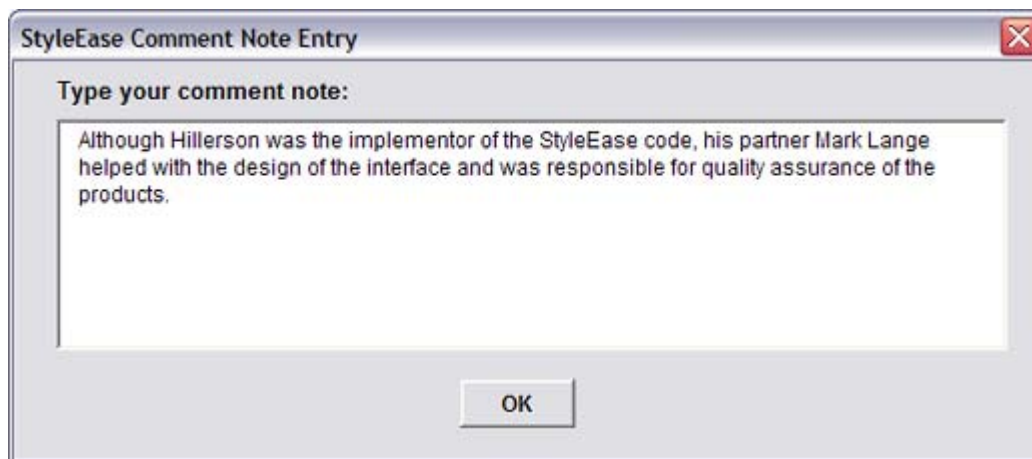 StyleEase Comment Note Entry
Type your comment note:
Although Hillerson was the implementor of the StyleEase code, his partner Mark Lange
helped with the design of the interface and was responsible for quality assurance of the
products.
OK